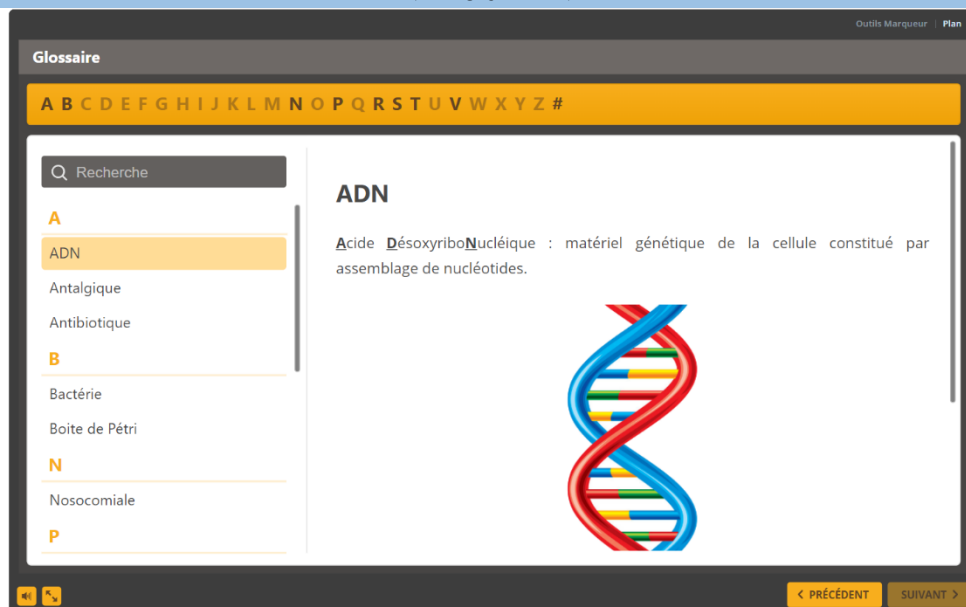 Outils Marqueur | Plan
Glossaire
A B C D E F G H I J K L M N O P Q R S T U V W X Y Z #
Recherche
A
ADN
Antalgique
Antibiotique
B
Bactérie
Boite de Pétri
N
Nosocomiale
P
ADN
Acide DésoxyriboNucléique : matériel génétique de la cellule constitué par
assemblage de nucléotides.
< PRÉCÉDENT
SUIVANT >